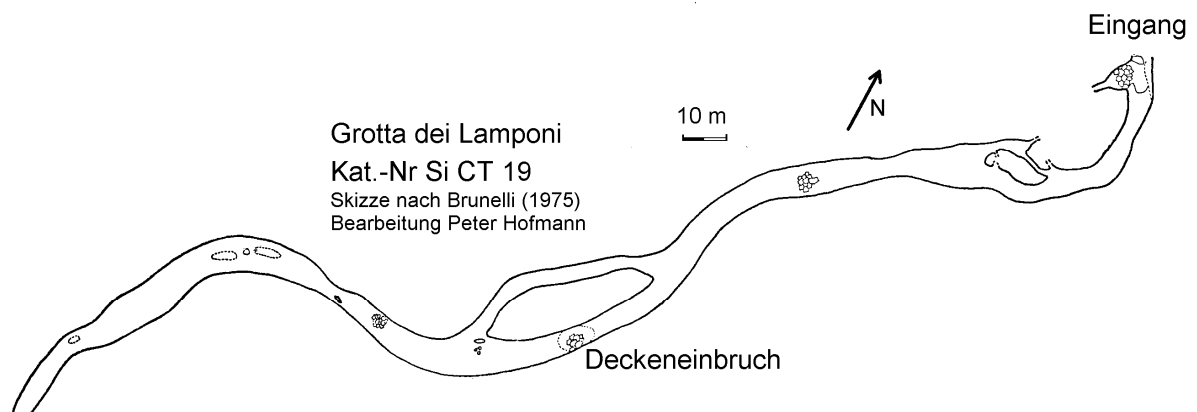 Eingang
10 m
N
Grotta dei Lamponi
Kat.-Nr Si CT 19
Skizze nach Brunelli (1975)
Bearbeitung Peter Hofmann
Deckeneinbruch